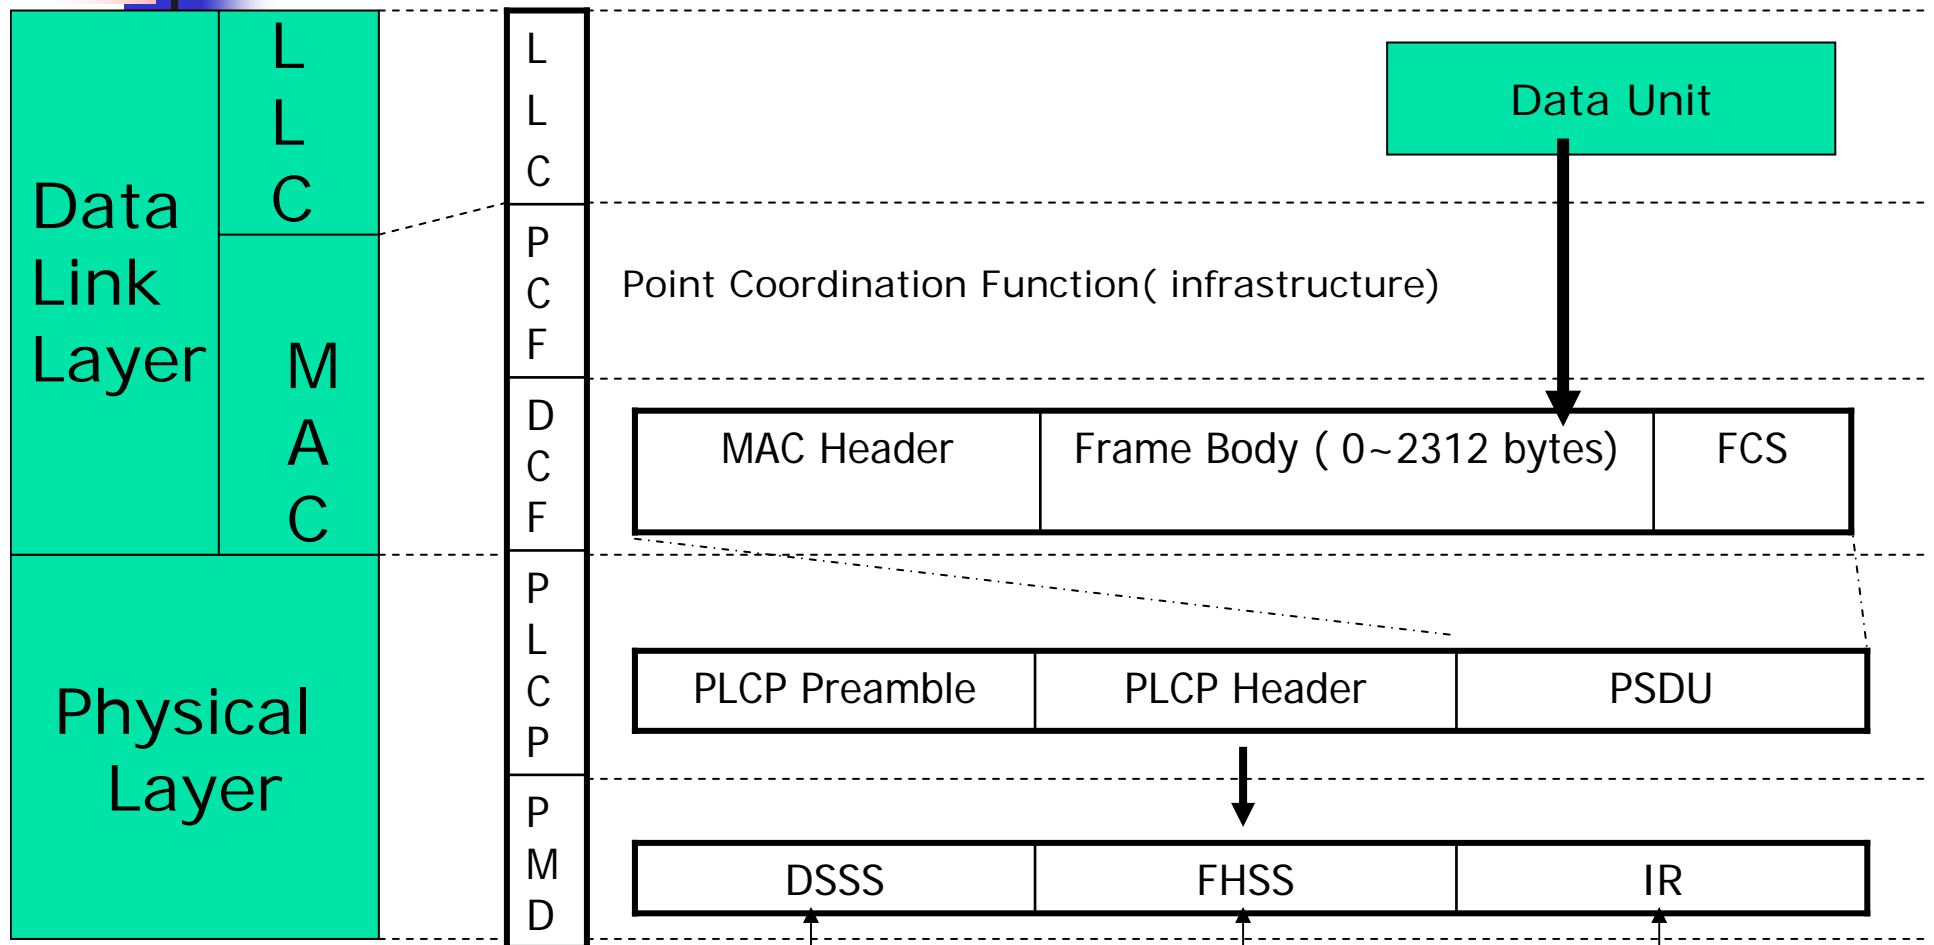 Data
Link
Layer
L
L
C
M
A
C
Physical
Layer
L
L
C
P
C
F
D
C
F
P
L
C
P
P
M
D
Data Unit
Point Coordination Function( infrastructure)
MAC Header
Frame Body ( 0~2312 bytes)
FCS
PLCP Preamble
PLCP Header
PSDU
DSSS
FHSS
IR